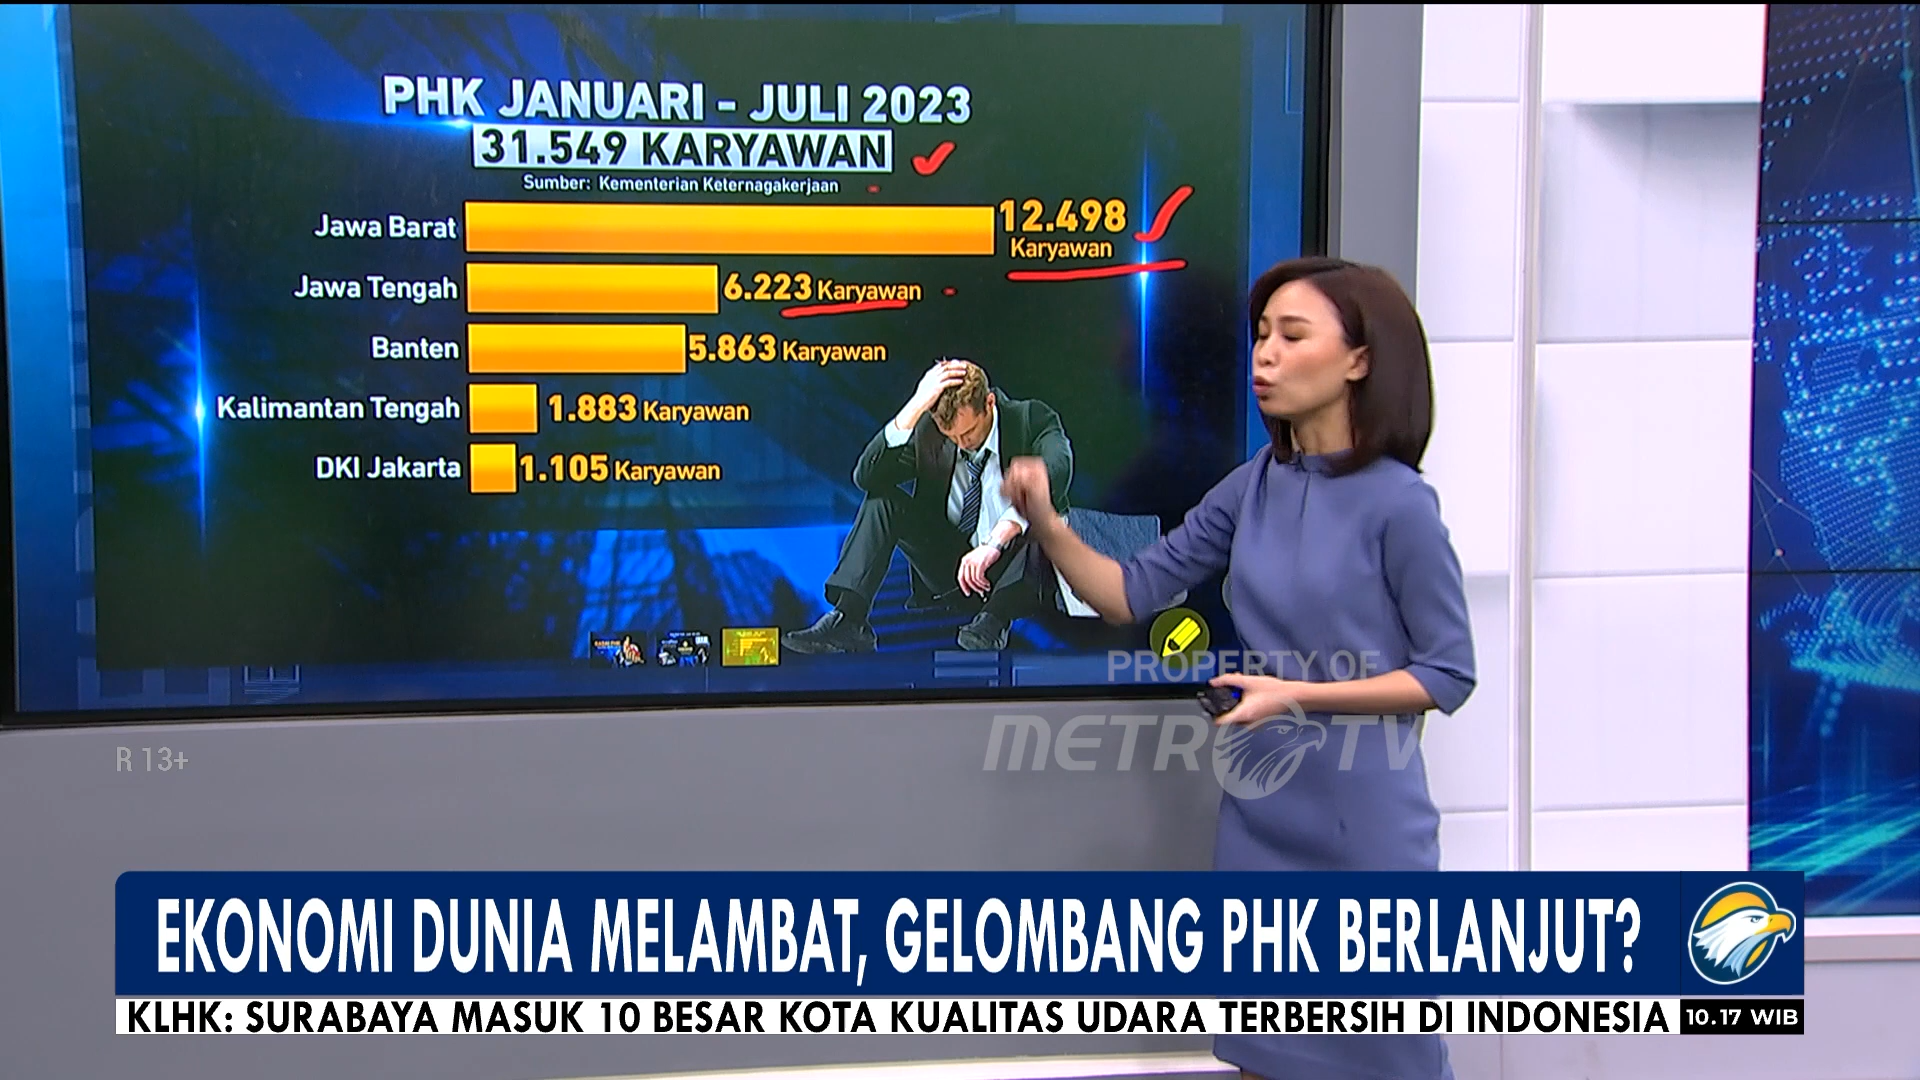 PHK JANUARI - JULI 2023
31.549 KARYAWAN
Sumber: Kementerian Keternagakerjaan
Jawa Barat 12.498
Karyawan
Jawa Tengah 6.223 Karyawan
Banten 5.863 Karyawan
Kalimantan Tengah 1.883 Karyawan
DKI Jakarta 1.105 Karyawan
PROPERTY OF
METRO TV
R 13+
EKONOMI DUNIA MELAMBAT, GELOMBANG PHK BERLANJUT?
KLHK: SURABAYA MASUK 10 BESAR KOTA KUALITAS UDARA TERBERSIH DI INDONESIA 10.17 WIB